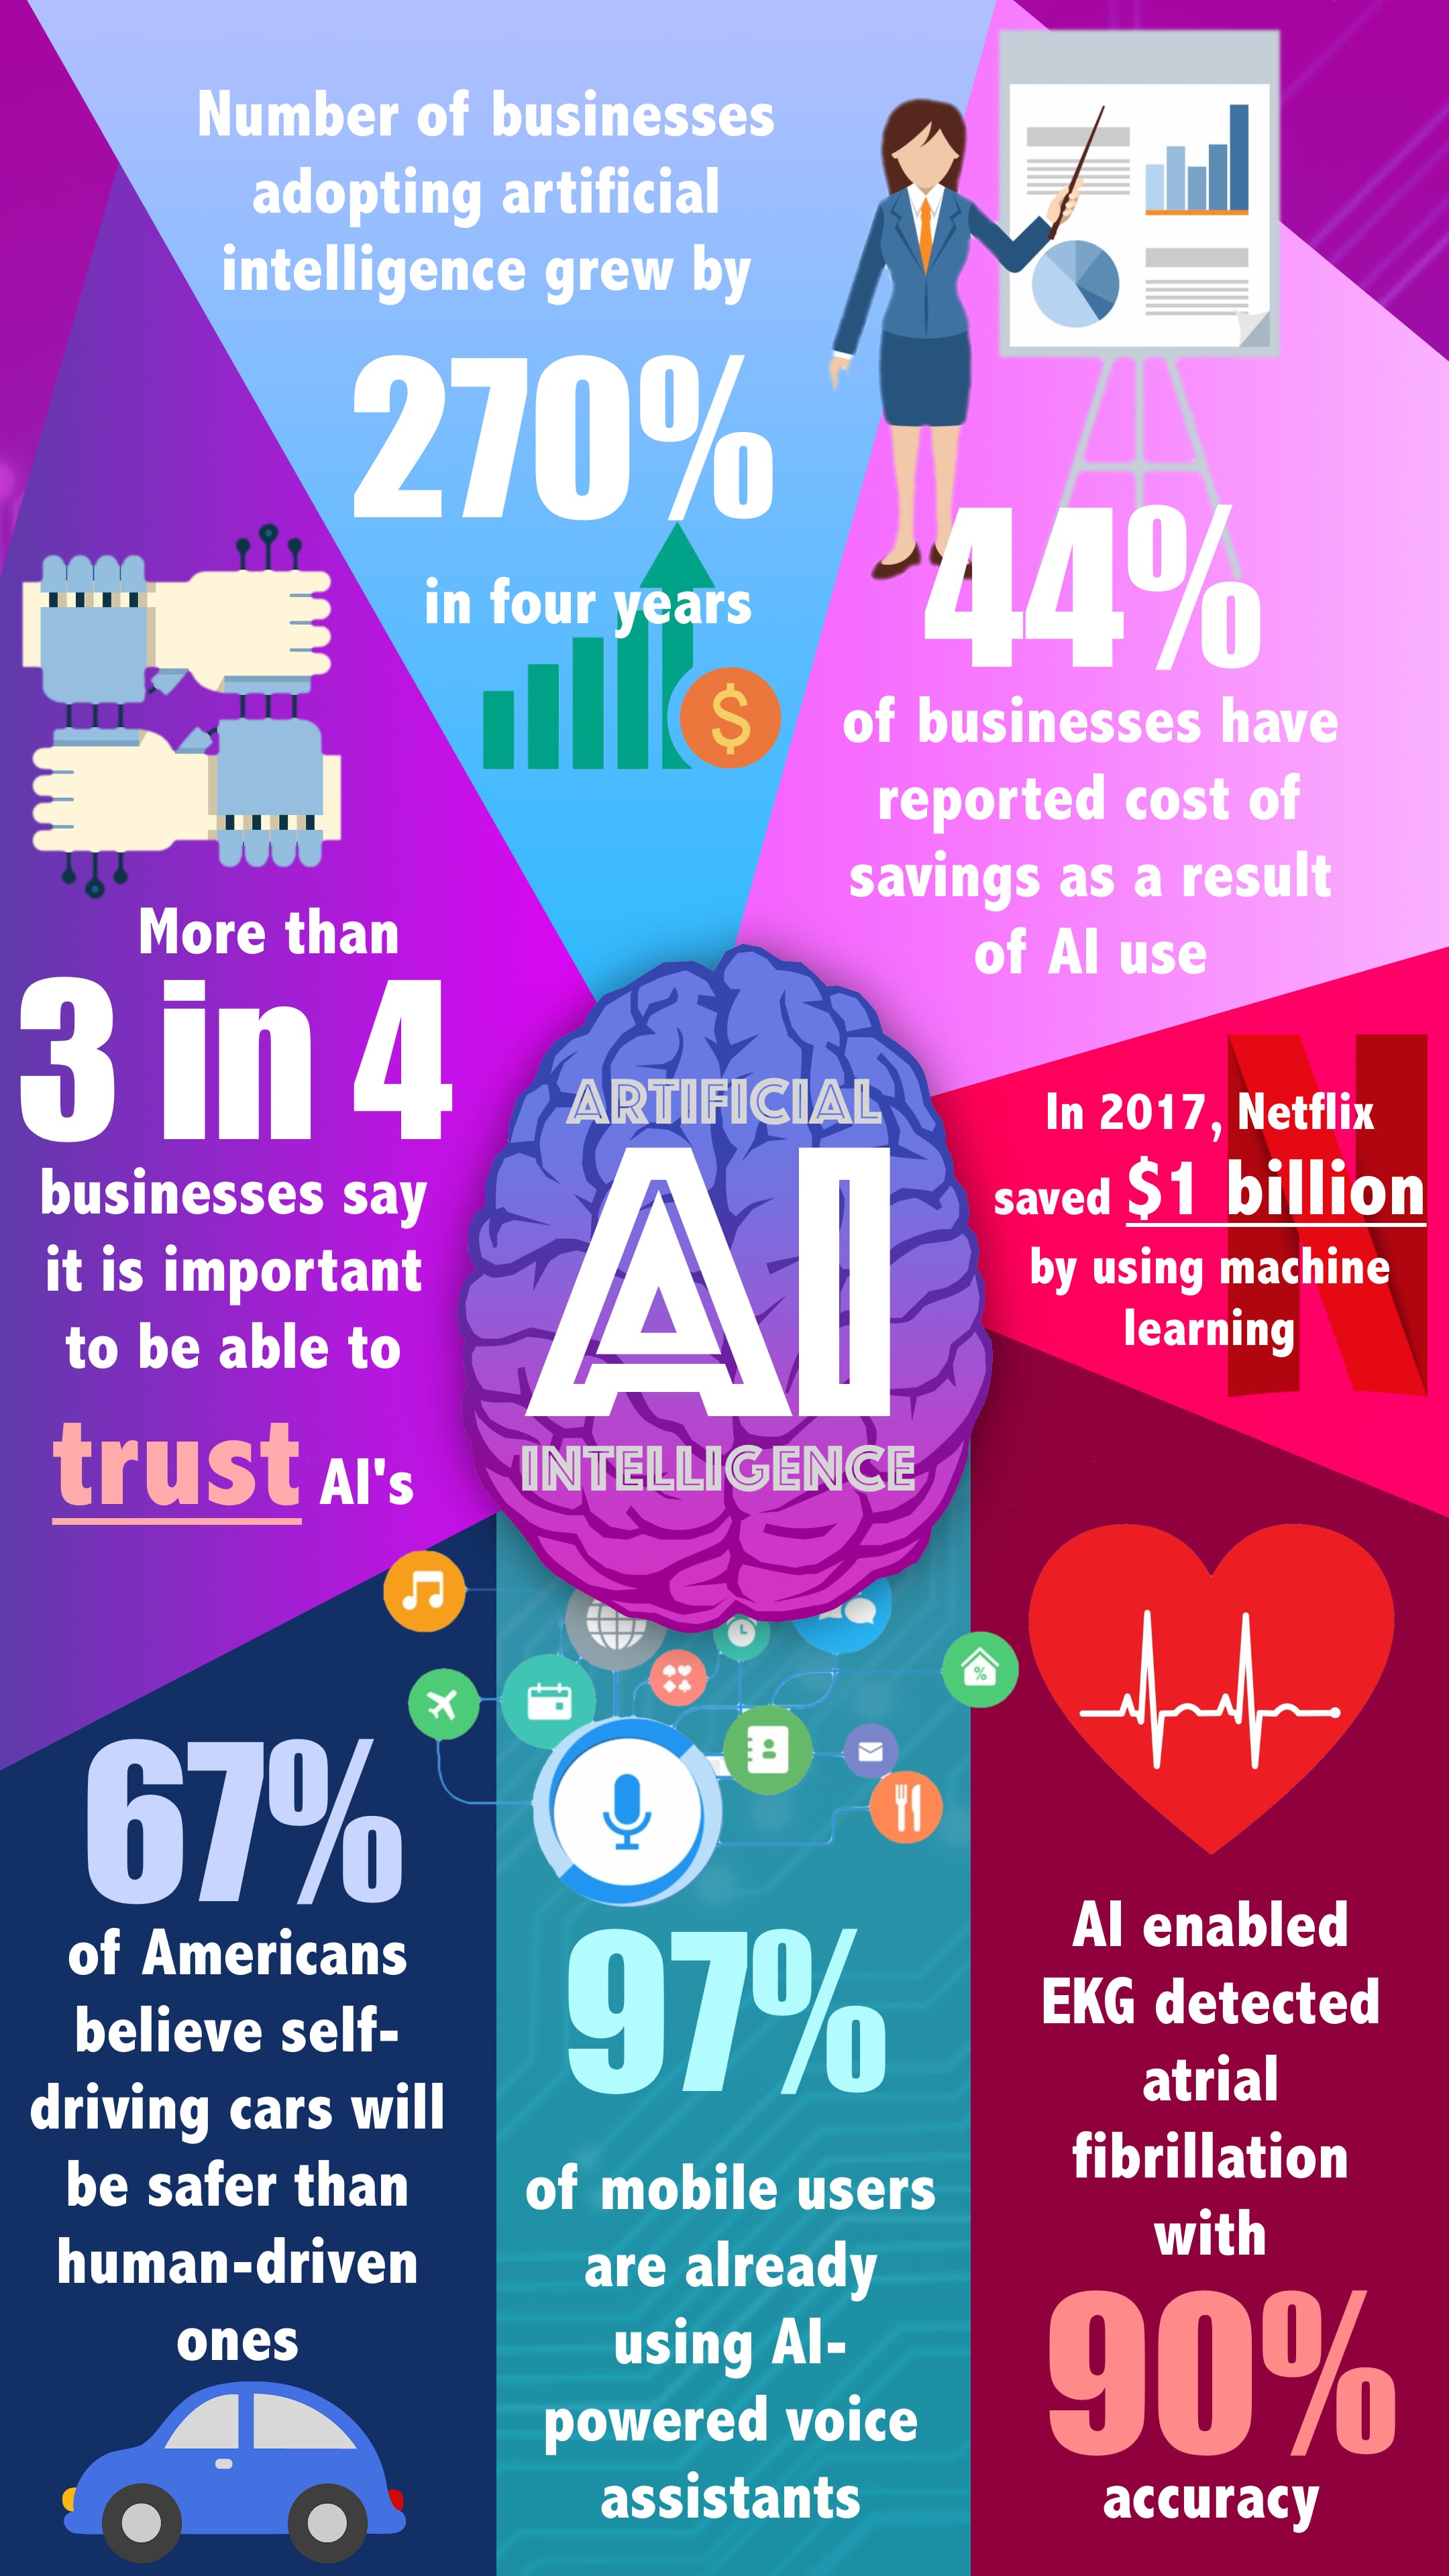 Number of businesses
adopting artificial
intelligence grew by
270%
in four years
$
44%
of businesses have
reported cost of
savings as a result
of AI use
More than
3 in 4
businesses say
it is important
to be able to
trust AI's
ARTIFICIAL
AI
INTELLIGENCE
N
In 2017, Netflix
saved $1 billion
by using machine
learning
67%
of Americans
believe self-
driving cars will
be safer than
human-driven
ones
%
97%
of mobile users
are already
using AI-
powered voice
assistants
AI enabled
EKG detected
atrial
fibrillation
with
90%
accuracy